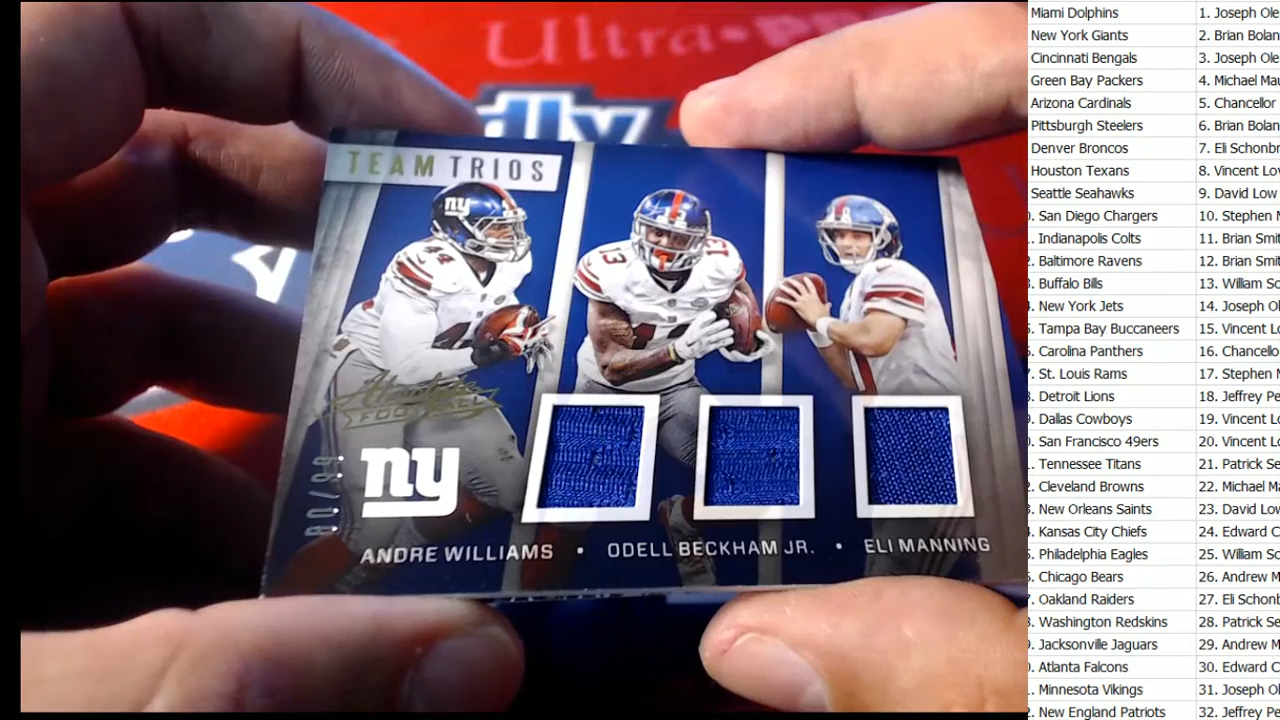 Ultra
TEAM TRIOS
ny
44
13
13
FOOTBALL
ny
ANDRE WILLIAMS • ODELL BECKHAM JR. • ELI MANNING
Miami Dolphins 1. Joseph Ole
New York Giants 2. Brian Bolan
Cincinnati Bengals 3. Joseph Ole
Green Bay Packers 4. Michael Mau
Arizona Cardinals 5. Chancellor
Pittsburgh Steelers 6. Brian Bolan
Denver Broncos 7. Eli Schonbr
Houston Texans 8. Vincent Lov
Seattle Seahawks 9. David Low
. San Diego Chargers 10. Stephen
. Indianapolis Colts 11. Brian Smit
. Baltimore Ravens 12. Brian Smit
. Buffalo Bills 13. William Sc
. New York Jets 14. Joseph Ol
. Tampa Bay Buccaneers 15. Vincent L
. Carolina Panthers 16. Chancello
. St. Louis Rams 17. Stephen
. Detroit Lions 18. Jeffrey Pe
. Dallas Cowboys 19. Vincent L
. San Francisco 49ers 20. Vincent L
. Tennessee Titans 21. Patrick Se
. Cleveland Browns 22. Michael Ma
. New Orleans Saints 23. David Lov
. Kansas City Chiefs 24. Edward C
. Philadelphia Eagles 25. William Sc
. Chicago Bears 26. Andrew M
. Oakland Raiders 27. Eli Schonb
. Washington Redskins 28. Patrick Se
. Jacksonville Jaguars 29. Andrew M
. Atlanta Falcons 30. Edward C
. Minnesota Vikings 31. Joseph Ol
. New England Patriots 32. Jeffrey Pe